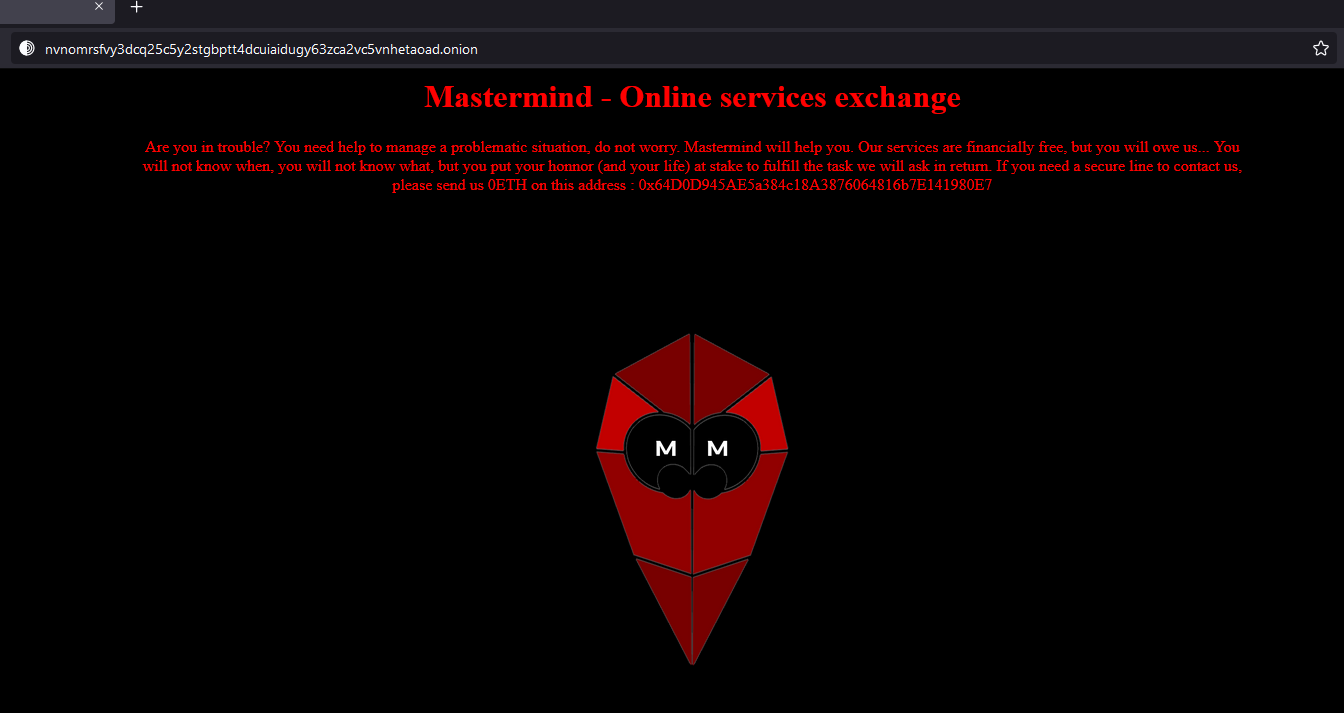 nvnomrsfvy3dcq25c5y2stgbptt4dcuiaidugy63zca2vc5vnhetaoad.onion
Mastermind - Online services exchange
Are you in trouble? You need help to manage a problematic situation, do not worry. Mastermind will help you. Our services are financially free, but you will owe us... You
will not know when, you will not know what, but you put your honnor (and your life) at stake to fulfill the task we will ask in return. If you need a secure line to contact us,
please send us 0ETH on this address : 0x64D0D945AE5a384c18A3876064816b7E141980E7
M M